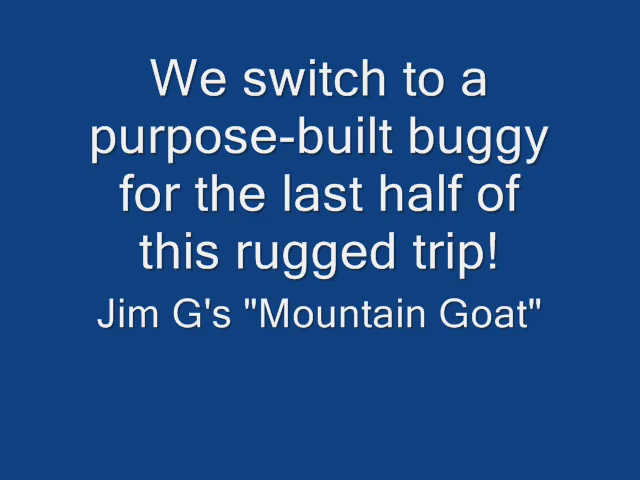 We switch to a
purpose-built buggy
for the last half of
this rugged trip!
Jim G's "Mountain Goat"